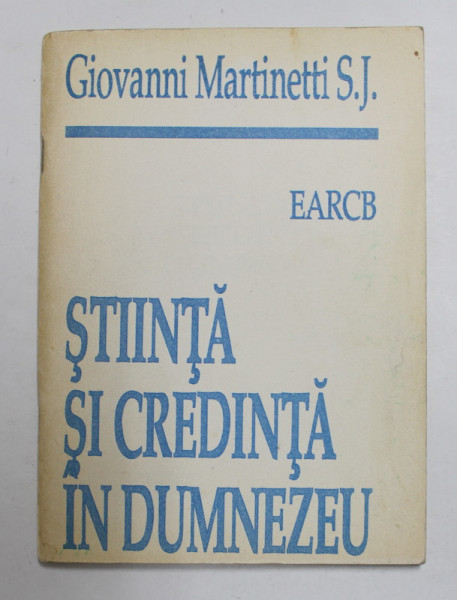 Giovanni Martinetti S.J.
EARCB
ŞTIINŢĂ
ŞI CREDINŢĂ
ÎN DUMNEZEU